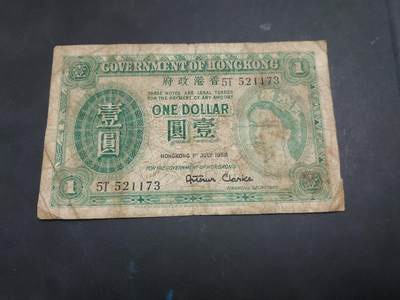 GOVERNMENT OF HONGKONG
1
1
府政港香
5T 521173
THESE NOTES ARE LEGAL TENDER
FOR THE PAYMENT OF ANY AMOUNT
ONE DOLLAR
壹圓
圓壹
HONGKONG 1ST JULY 1958
FOR THE GOVERNMENT OF HONGKONG
1
5T 521173
Arthur Clarke
FINANCIAL SECRETARY